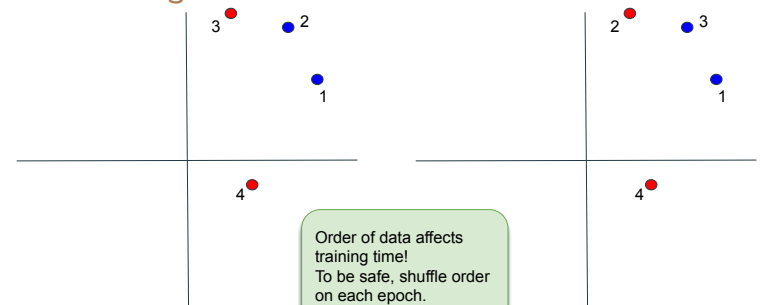 3
2
1
4
2
3
1
4
Order of data affects
training time!
To be safe, shuffle order
on each epoch.